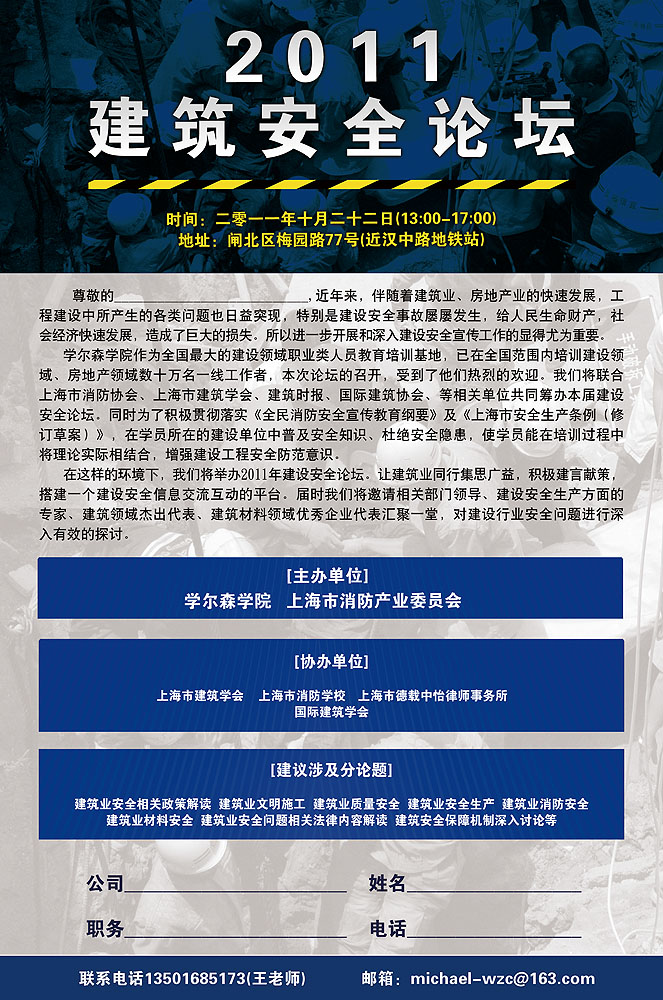 2011
建筑安全论坛
时间：二零一一年十月二十二日(13:00-17:00)
地址：闸北区梅园路77号(近汉中路地铁站)
尊敬的__________________________,近年来，伴随着建筑业、房地产业的快速发展，工
程建设中所产生的各类问题也日益突现，特别是建设安全事故屡屡发生，给人民生命财产，社
会经济快速发展，造成了巨大的损失。所以进一步开展和深入建设安全宣传工作的显得尤为重要。
学尔森学院作为全国最大的建设领域职业类人员教育培训基地，已在全国范围内培训建设领
域、房地产领域数十万名一线工作者，本次论坛的召开，受到了他们热烈的欢迎。我们将联合
上海市消防协会、上海市建筑学会、建筑时报、国际建筑协会、等相关单位共同筹办本届建设
安全论坛。同时为了积极贯彻落实《全民消防安全宣传教育纲要》及《上海市安全生产条例（修
订草案）》，在学员所在的建设单位中普及安全知识、杜绝安全隐患，使学员能在培训过程中
将理论实际相结合，增强建设工程安全防范意识。
在这样的环境下，我们将举办2011年建设安全论坛。让建筑业同行集思广益，积极建言献策，
搭建一个建设安全信息交流互动的平台。届时我们将邀请相关部门领导、建设安全生产方面的
专家、建筑领域杰出代表、建筑材料领域优秀企业代表汇聚一堂，对建设行业安全问题进行深
入有效的探讨。
[主办单位]
学尔森学院 上海市消防产业委员会
[协办单位]
上海市建筑学会 上海市消防学校 上海市德载中怡律师事务所
国际建筑学会
[建议涉及分论题]
建筑业安全相关政策解读 建筑业文明施工 建筑业质量安全 建筑业安全生产 建筑业消防安全
建筑业材料安全 建筑业安全问题相关法律内容解读 建筑安全保障机制深入讨论等
公司____________________ 姓名________________
职务____________________ 电话________________
联系电话13501685173(王老师) 邮箱：michael-wzc@163.com